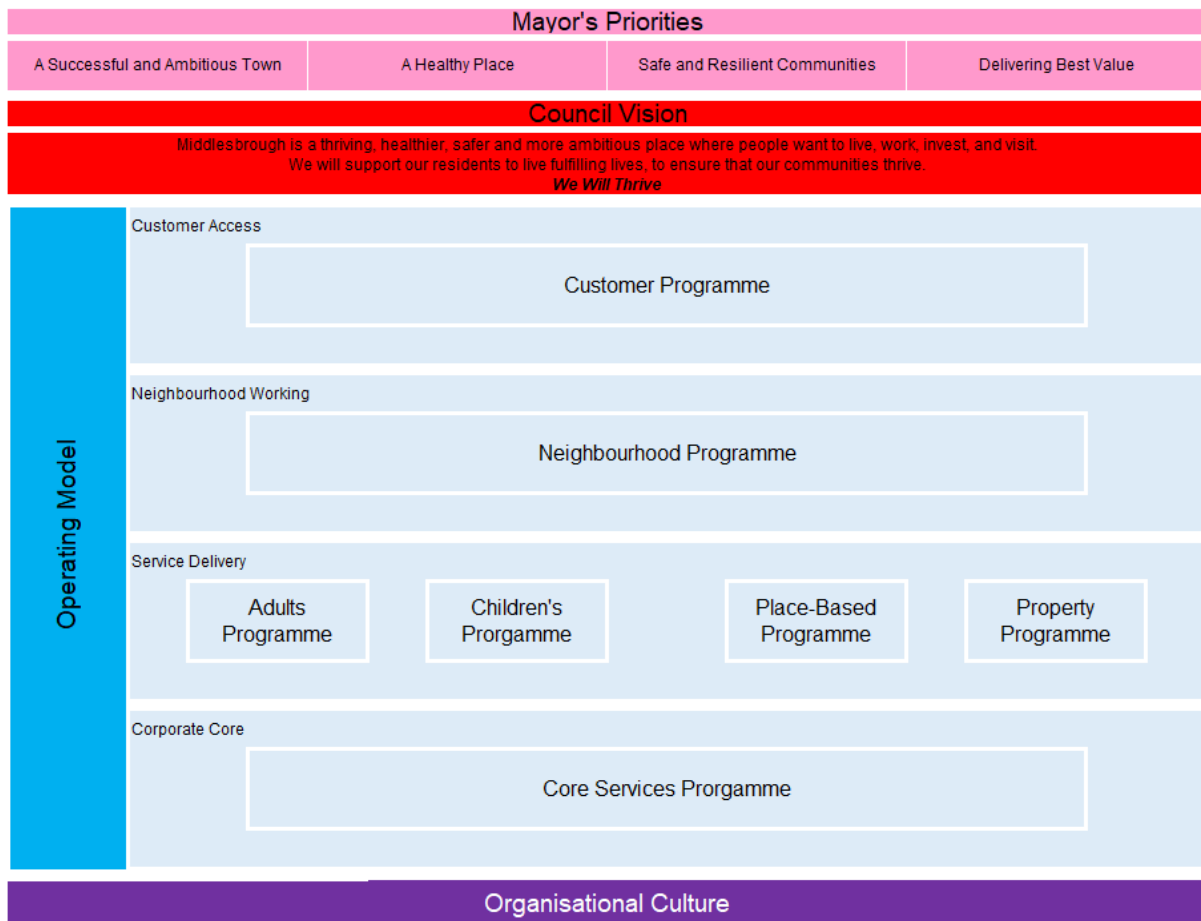 Mayor's Priorities
A Successful and Ambitious Town
A Healthy Place
Safe and Resilient Communities
Delivering Best Value
Council Vision
Middlesbrough is a thriving, healthier, safer and more ambitious place where people want to live, work, invest, and visit.
We will support our residents to live fulfilling lives, to ensure that our communities thrive.
We Will Thrive
Operating Model
Customer Access
Customer Programme
Neighbourhood Working
Neighbourhood Programme
Service Delivery
Adults
Programme
Children's
Prorgamme
Place-Based
Programme
Property
Programme
Corporate Core
Core Services Prorgamme
Organisational Culture